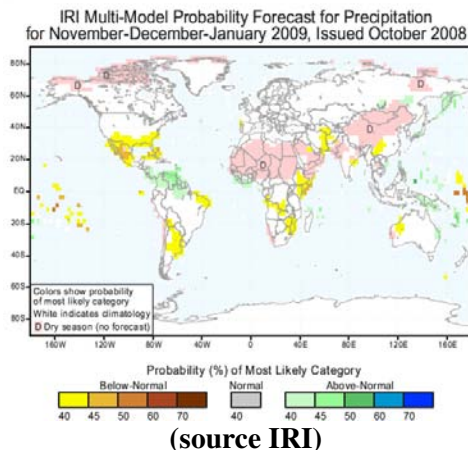 IRI Multi-Model Probability Forecast for Precipitation
for November-December-January 2009, Issued October 2008
80N
60N
40N
20N
EQ
20S
40S
60S
80S
D
D
D
D
D
Colors show probability
of most likely category
White indicates climatology
D Dry season (no forecast)
160W 120W 80W 40W 0 40E 80E 120E 160E
Probability (%) of Most Likely Category
Below-Normal Normal Above-Normal
40 45 50 60 70 40 40 45 50 60 70
(source IRI)